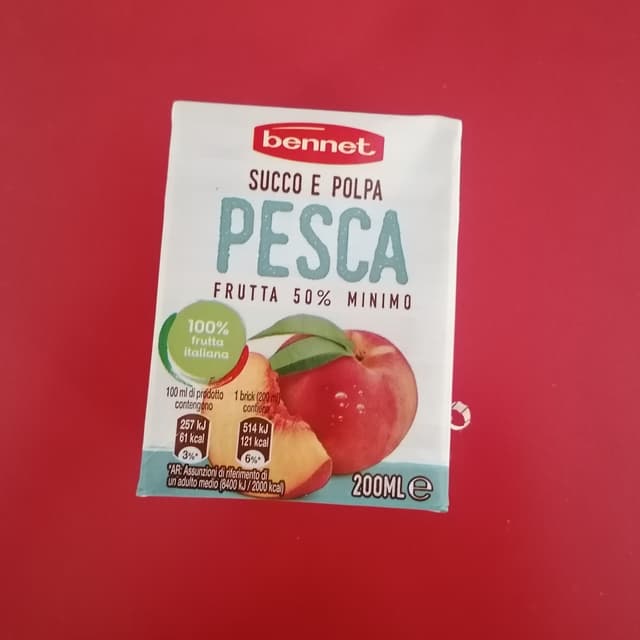 bennet
SUCCO E POLPA
PESCA
FRUTTA 50% MINIMO
100%
frutta
italiana
100 ml di prodotto
contengono
257 kJ
61 kcal
3%*
1 brick (200 ml)
contiene
514 kJ
121 kcal
6%*
*AR: Assunzioni di riferimento di
un adulto medio (8400 kJ / 2000 kcal)
200ML e